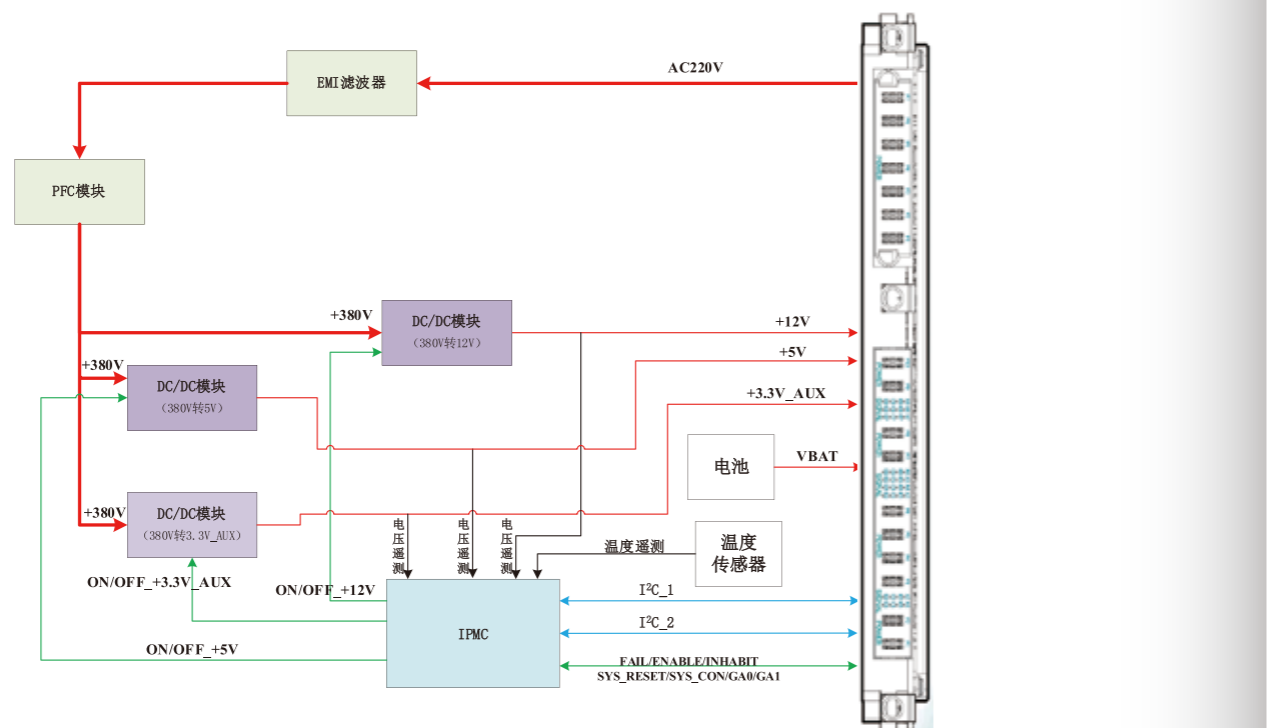 AC220V
EMI滤波器
PFC模块
+380V
DC/DC模块
(380V转12V)
+12V
+5V
+380V
DC/DC模块
(380V转5V)
+3.3V_AUX
电池
VBAT
+380V
DC/DC模块
(380V转3.3V_AUX)
电压遥测
电压遥测
电压遥测
温度遥测
温度
传感器
ON/OFF_+3.3V_AUX
ON/OFF_+12V
I²C_1
I²C_2
IPMC
ON/OFF_+5V
FAIL/ENABLE/INHABIT
SYS_RESET/SYS_CON/GA0/GA1